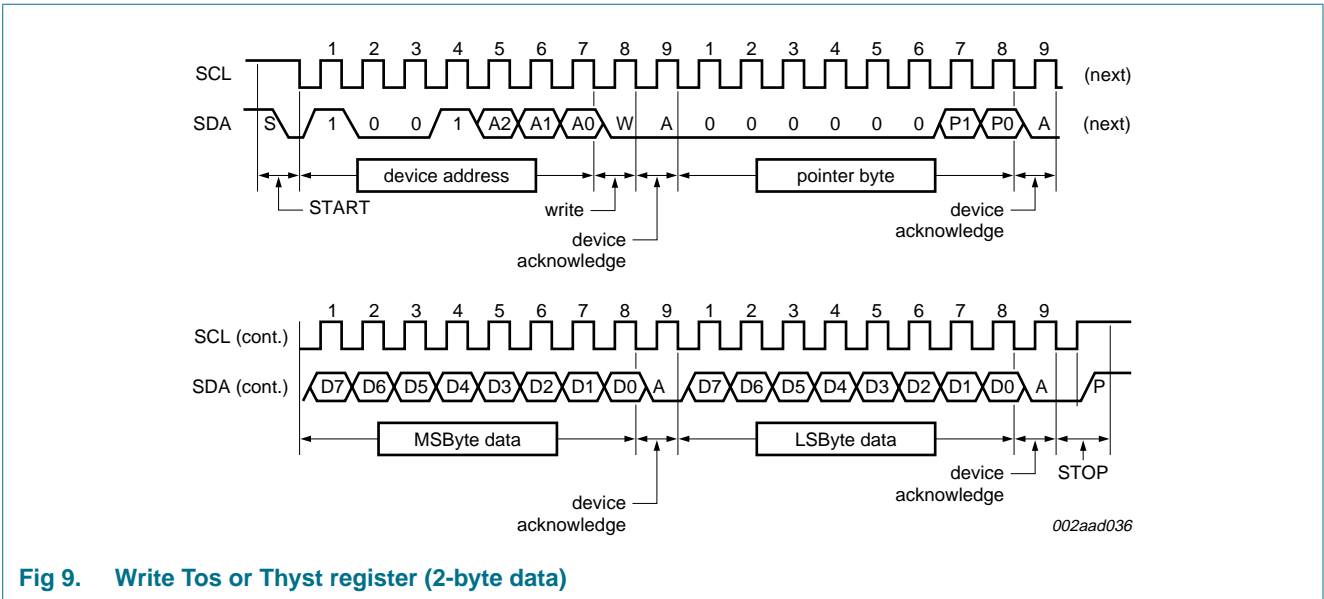 1 2 3 4 5 6 7 8 9 1 2 3 4 5 6 7 8 9
SCL (next)
SDA S 1 0 0 1 A2 A1 A0 W A 0 0 0 0 0 0 P1 P0 A (next)
device address pointer byte
START write device
device acknowledge
acknowledge
1 2 3 4 5 6 7 8 9 1 2 3 4 5 6 7 8 9
SCL (cont.)
SDA (cont.) D7 D6 D5 D4 D3 D2 D1 D0 A D7 D6 D5 D4 D3 D2 D1 D0 A P
MSByte data LSByte data
device STOP
acknowledge
device
acknowledge 002aad036
Fig 9. Write Tos or Thyst register (2-byte data)